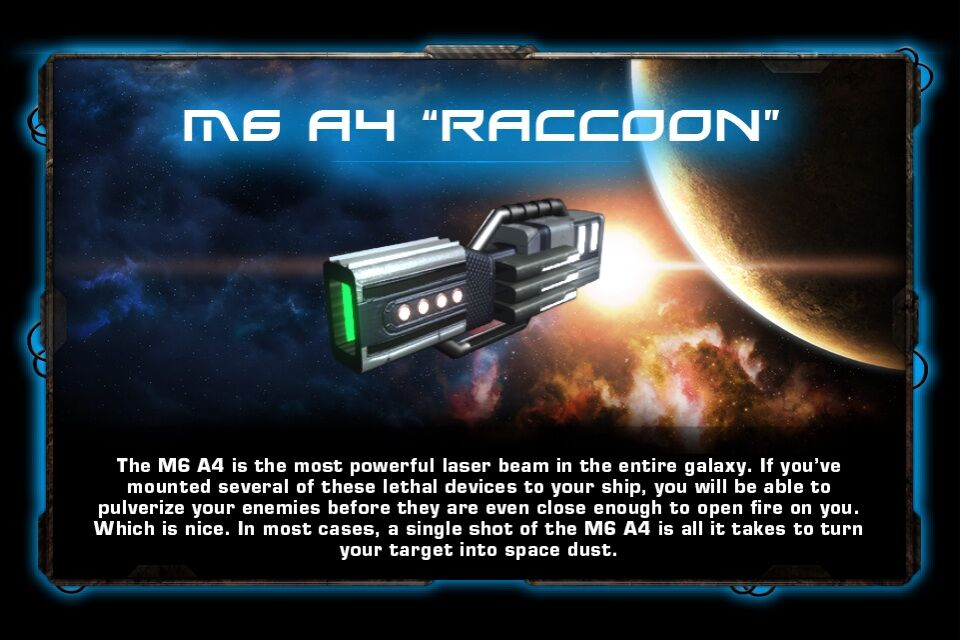 M6 A4 “RACCOON”
The M6 A4 is the most powerful laser beam in the entire galaxy. If you’ve
mounted several of these lethal devices to your ship, you will be able to
pulverize your enemies before they are even close enough to open fire on you.
Which is nice. In most cases, a single shot of the M6 A4 is all it takes to turn
your target into space dust.